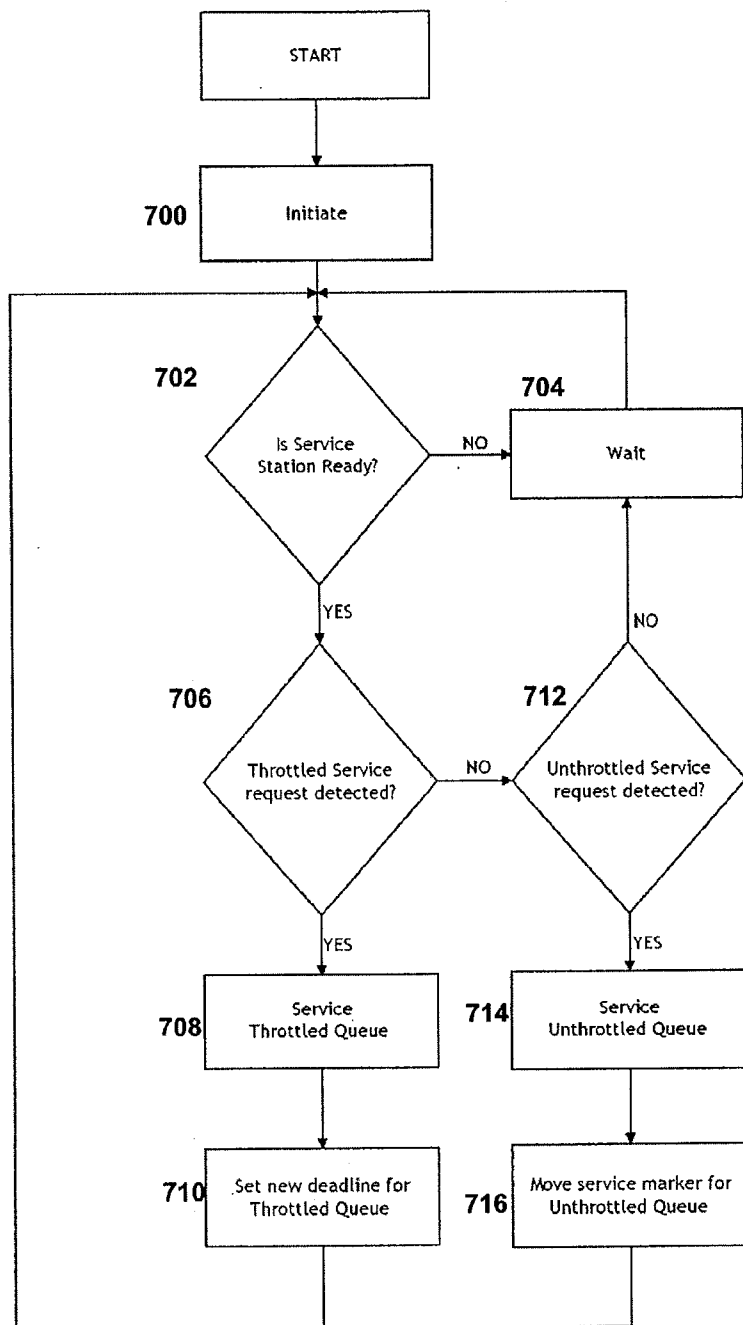 START
700
Initiate
702
704
Is Service
Station Ready?
NO
Wait
YES
NO
706
712
Throttled Service
request detected?
NO
Unthrottled Service
request detected?
YES
YES
708
Service
Throttled Queue
714
Service
Unthrottled Queue
710
Set new deadline for
Throttled Queue
716
Move service marker for
Unthrottled Queue